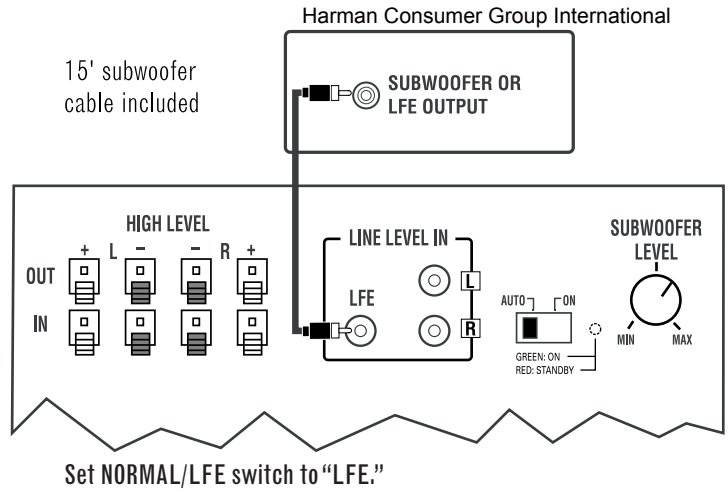 Harman Consumer Group International
15' subwoofer
cable included
SUBWOOFER OR
LFE OUTPUT
HIGH LEVEL
+ L - - R +
OUT
IN
LINE LEVEL IN
LFE
L
R
AUTO ON
GREEN: ON
RED: STANDBY
SUBWOOFER
LEVEL
MIN MAX
Set NORMAL/LFE switch to “LFE.”